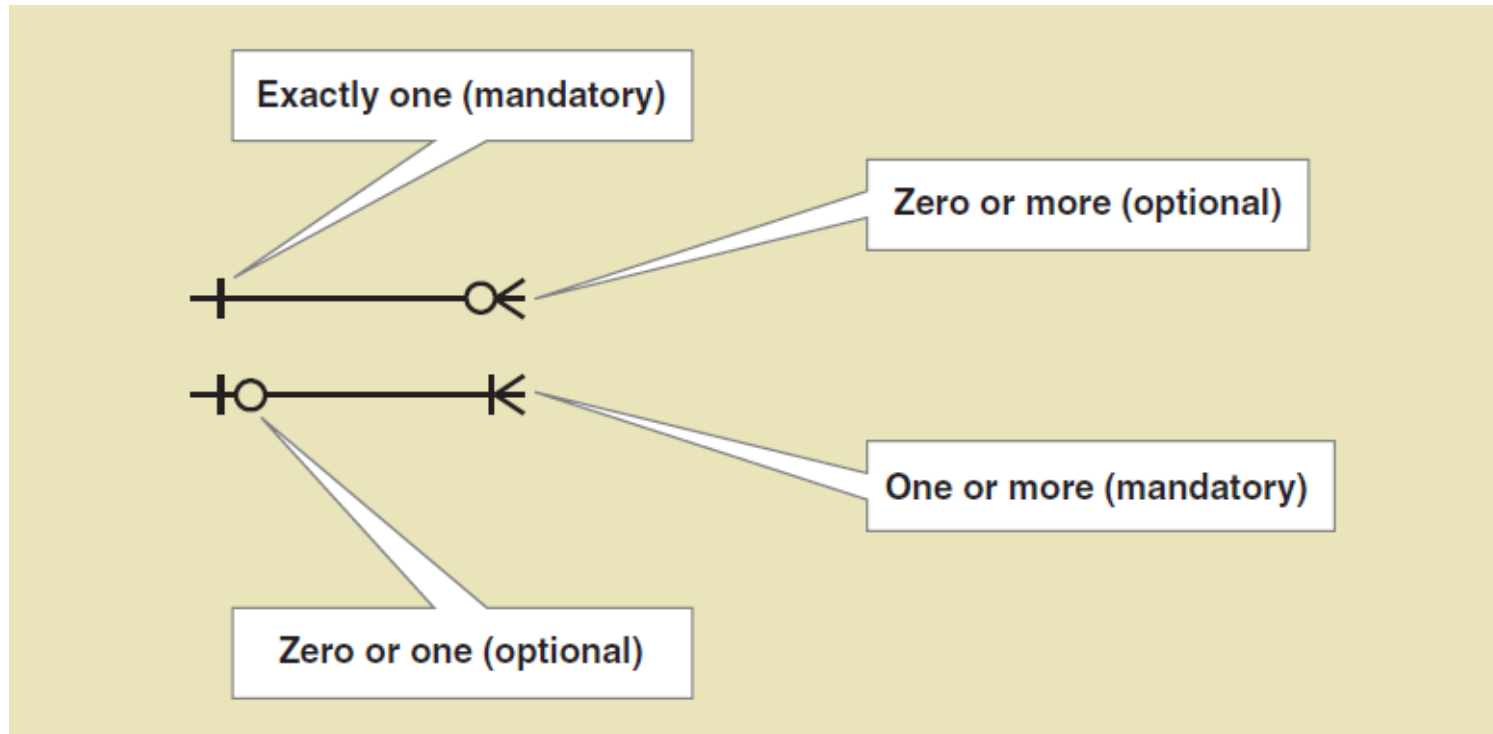 Exactly one (mandatory)
Zero or more (optional)
One or more (mandatory)
Zero or one (optional)